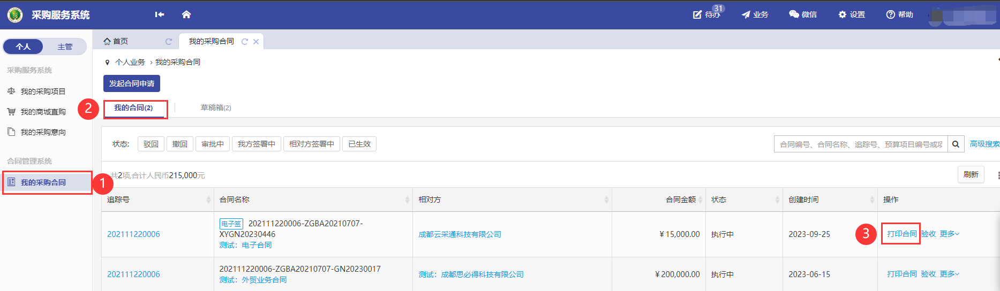 采购服务系统
待办
31
业务
微信
设置
帮助
个人
主管
首页
我的采购合同
采购服务系统
我的采购项目
我的商城直购
我的采购意向
合同管理系统
我的采购合同
1
个人业务 › 我的采购合同
发起合同申请
2
我的合同(2)
草稿箱(2)
状态:
驳回
撤回
审批中
我方签署中
相对方签署中
已生效
合同编号、合同名称、追踪号、预算项目编号或项
高级搜索
共2项,合计人民币215,000元
刷新
追踪号
合同名称
相对方
合同金额
状态
创建时间
操作
202111220006
电子签 202111220006-ZGBA20210707-
XYGN20230446
测试：电子合同
成都云采通科技有限公司
￥15,000.00
执行中
2023-09-25
3
打印合同 验收 更多
202111220006
202111220006-ZGBA20210707-GN20230017
测试：外贸业务合同
测试：成都思必得科技有限公司
￥200,000.00
执行中
2023-06-15
打印合同 验收 更多